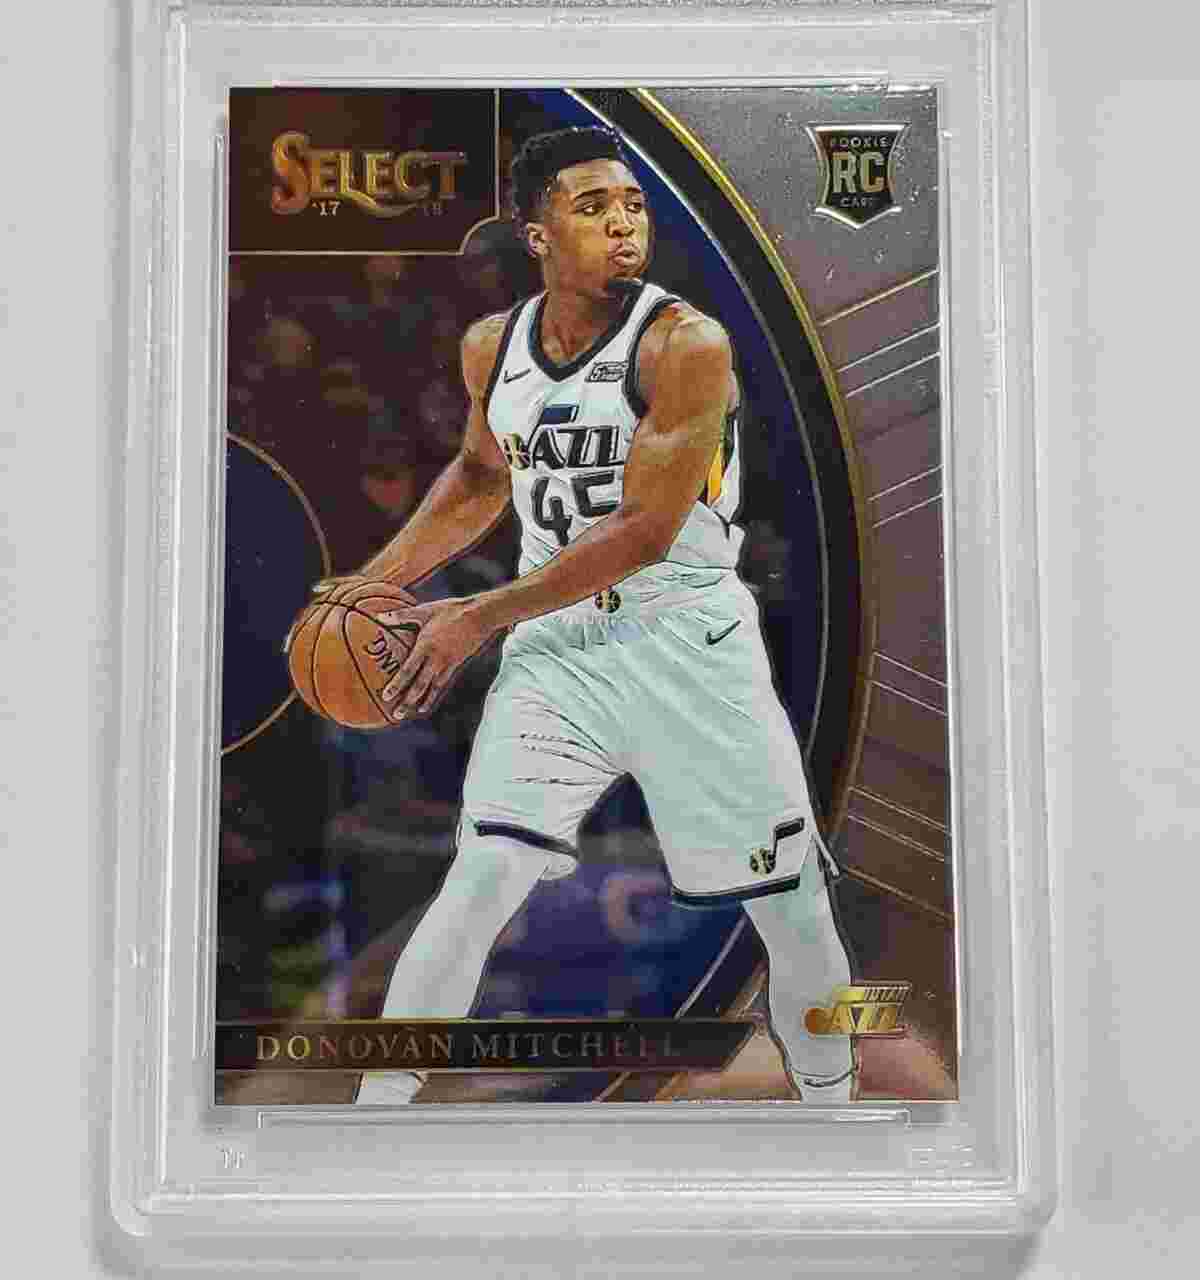 SELECT
'17 18
ROOKIE
RC
CARD
JAZZ
45
DONOVAN MITCHELL
UTAH
JAZZ